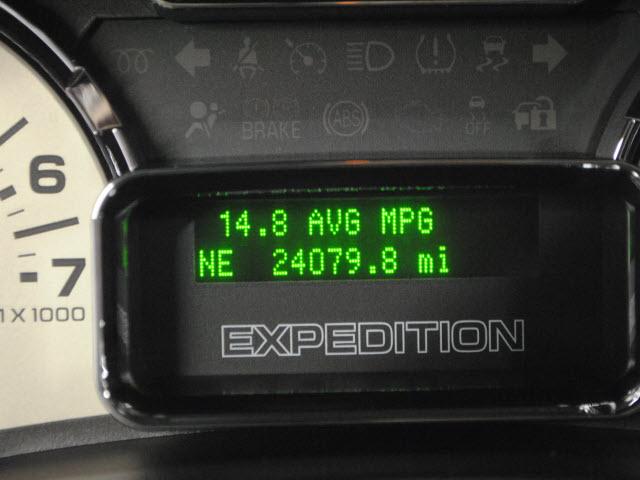 ABS
BRAKE
OFF
6
7
1 X 1000
14.8 AVG MPG
NE 24079.8 mi
EXPEDITION